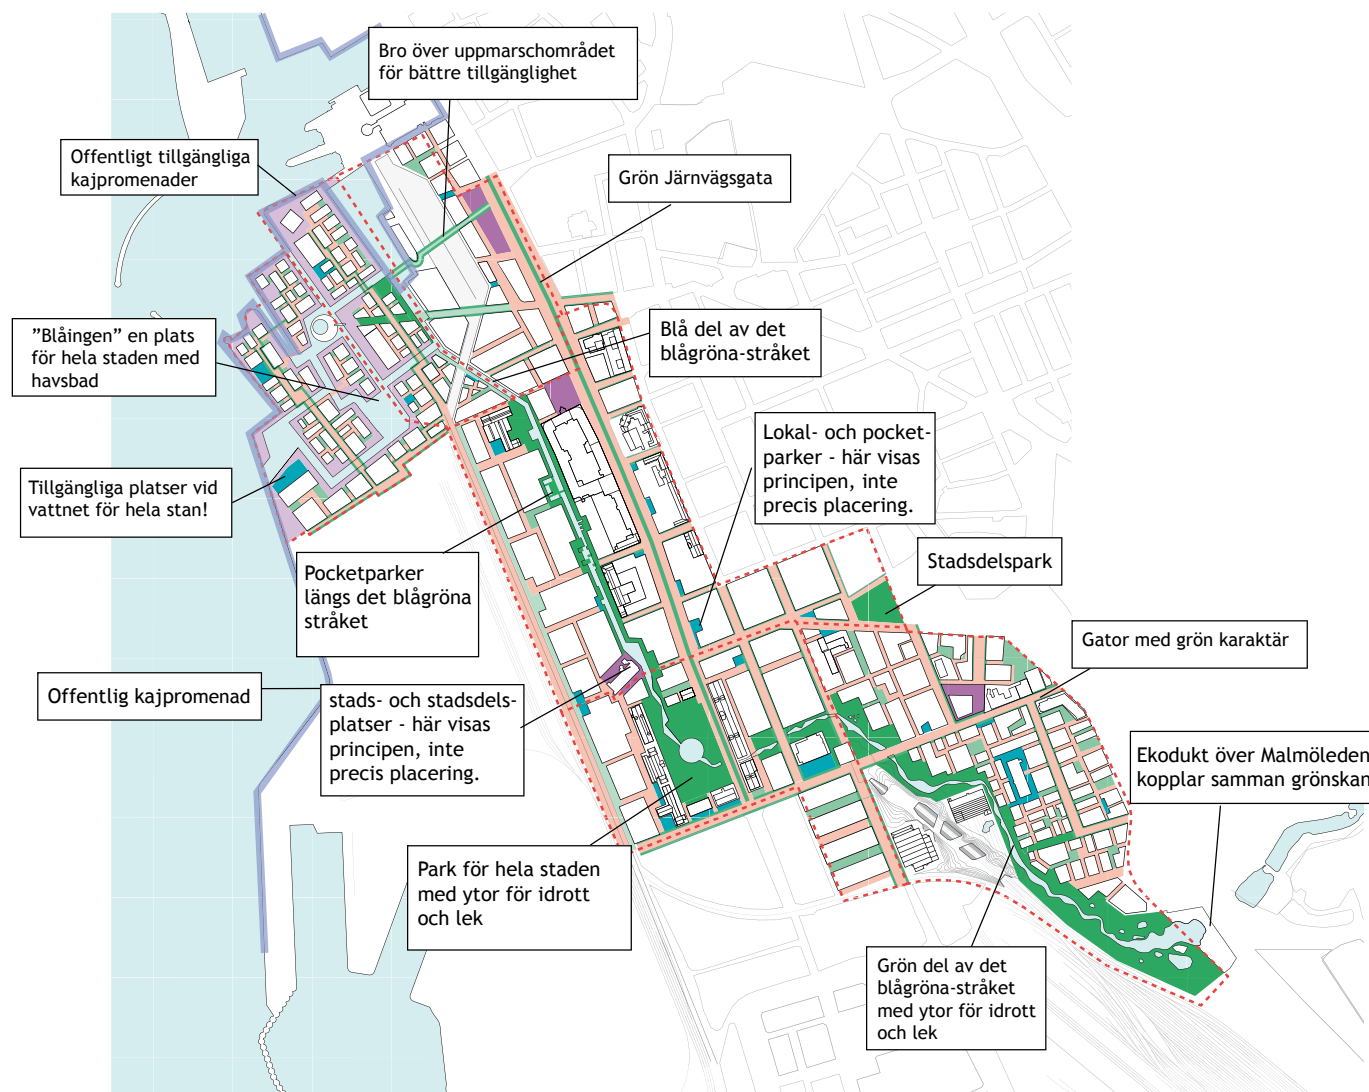 Bro över uppmarschområdet
för bättre tillgänglighet
Offentligt tillgängliga
kajpromenader
Grön Järnvägsgata
”Blåingen” en plats
för hela staden med
havsbad
Blå del av det
blågröna-stråket
Lokal- och pocket-
parker - här visas
principen, inte
precis placering.
Tillgängliga platser vid
vattnet för hela stan!
Stadsdelspark
Pocketparker
längs det blågröna
stråket
Gator med grön karaktär
Offentlig kajpromenad
stads- och stadsdels-
platser - här visas
principen, inte
precis placering.
Ekodukt över Malmöleden
kopplar samman grönskan
Park för hela staden
med ytor för idrott
och lek
Grön del av det
blågröna-stråket
med ytor för idrott
och lek